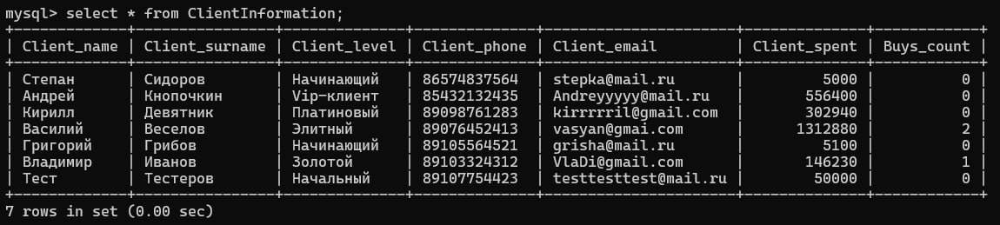 mysql> select * from ClientInformation;
+-------------+----------------+--------------+--------------+----------------------+--------------+------------+
| Client_name | Client_surname | Client_level | Client_phone | Client_email         | Client_spent | Buys_count |
+-------------+----------------+--------------+--------------+----------------------+--------------+------------+
| Степан      | Сидоров        | Начинающий   | 86574837564  | stepka@mail.ru       |         5000 |          0 |
| Андрей      | Кнопочкин      | Vip-клиент   | 85432132435  | Andreyyyyy@mail.ru   |       556400 |          0 |
| Кирилл      | Девятник       | Платиновый   | 89098761283  | kirrrrril@gmail.com  |       302940 |          0 |
| Василий     | Веселов        | Элитный      | 89076452413  | vasyan@gmai.com      |      1312880 |          2 |
| Григорий    | Грибов         | Начинающий   | 89105564521  | grisha@mail.ru       |         5100 |          0 |
| Владимир    | Иванов         | Золотой      | 89103324312  | VlaDi@gmail.com      |       146230 |          1 |
| Тест        | Тестеров       | Начальный    | 89107754423  | testtesttest@mail.ru |        50000 |          0 |
+-------------+----------------+--------------+--------------+----------------------+--------------+------------+
7 rows in set (0.00 sec)